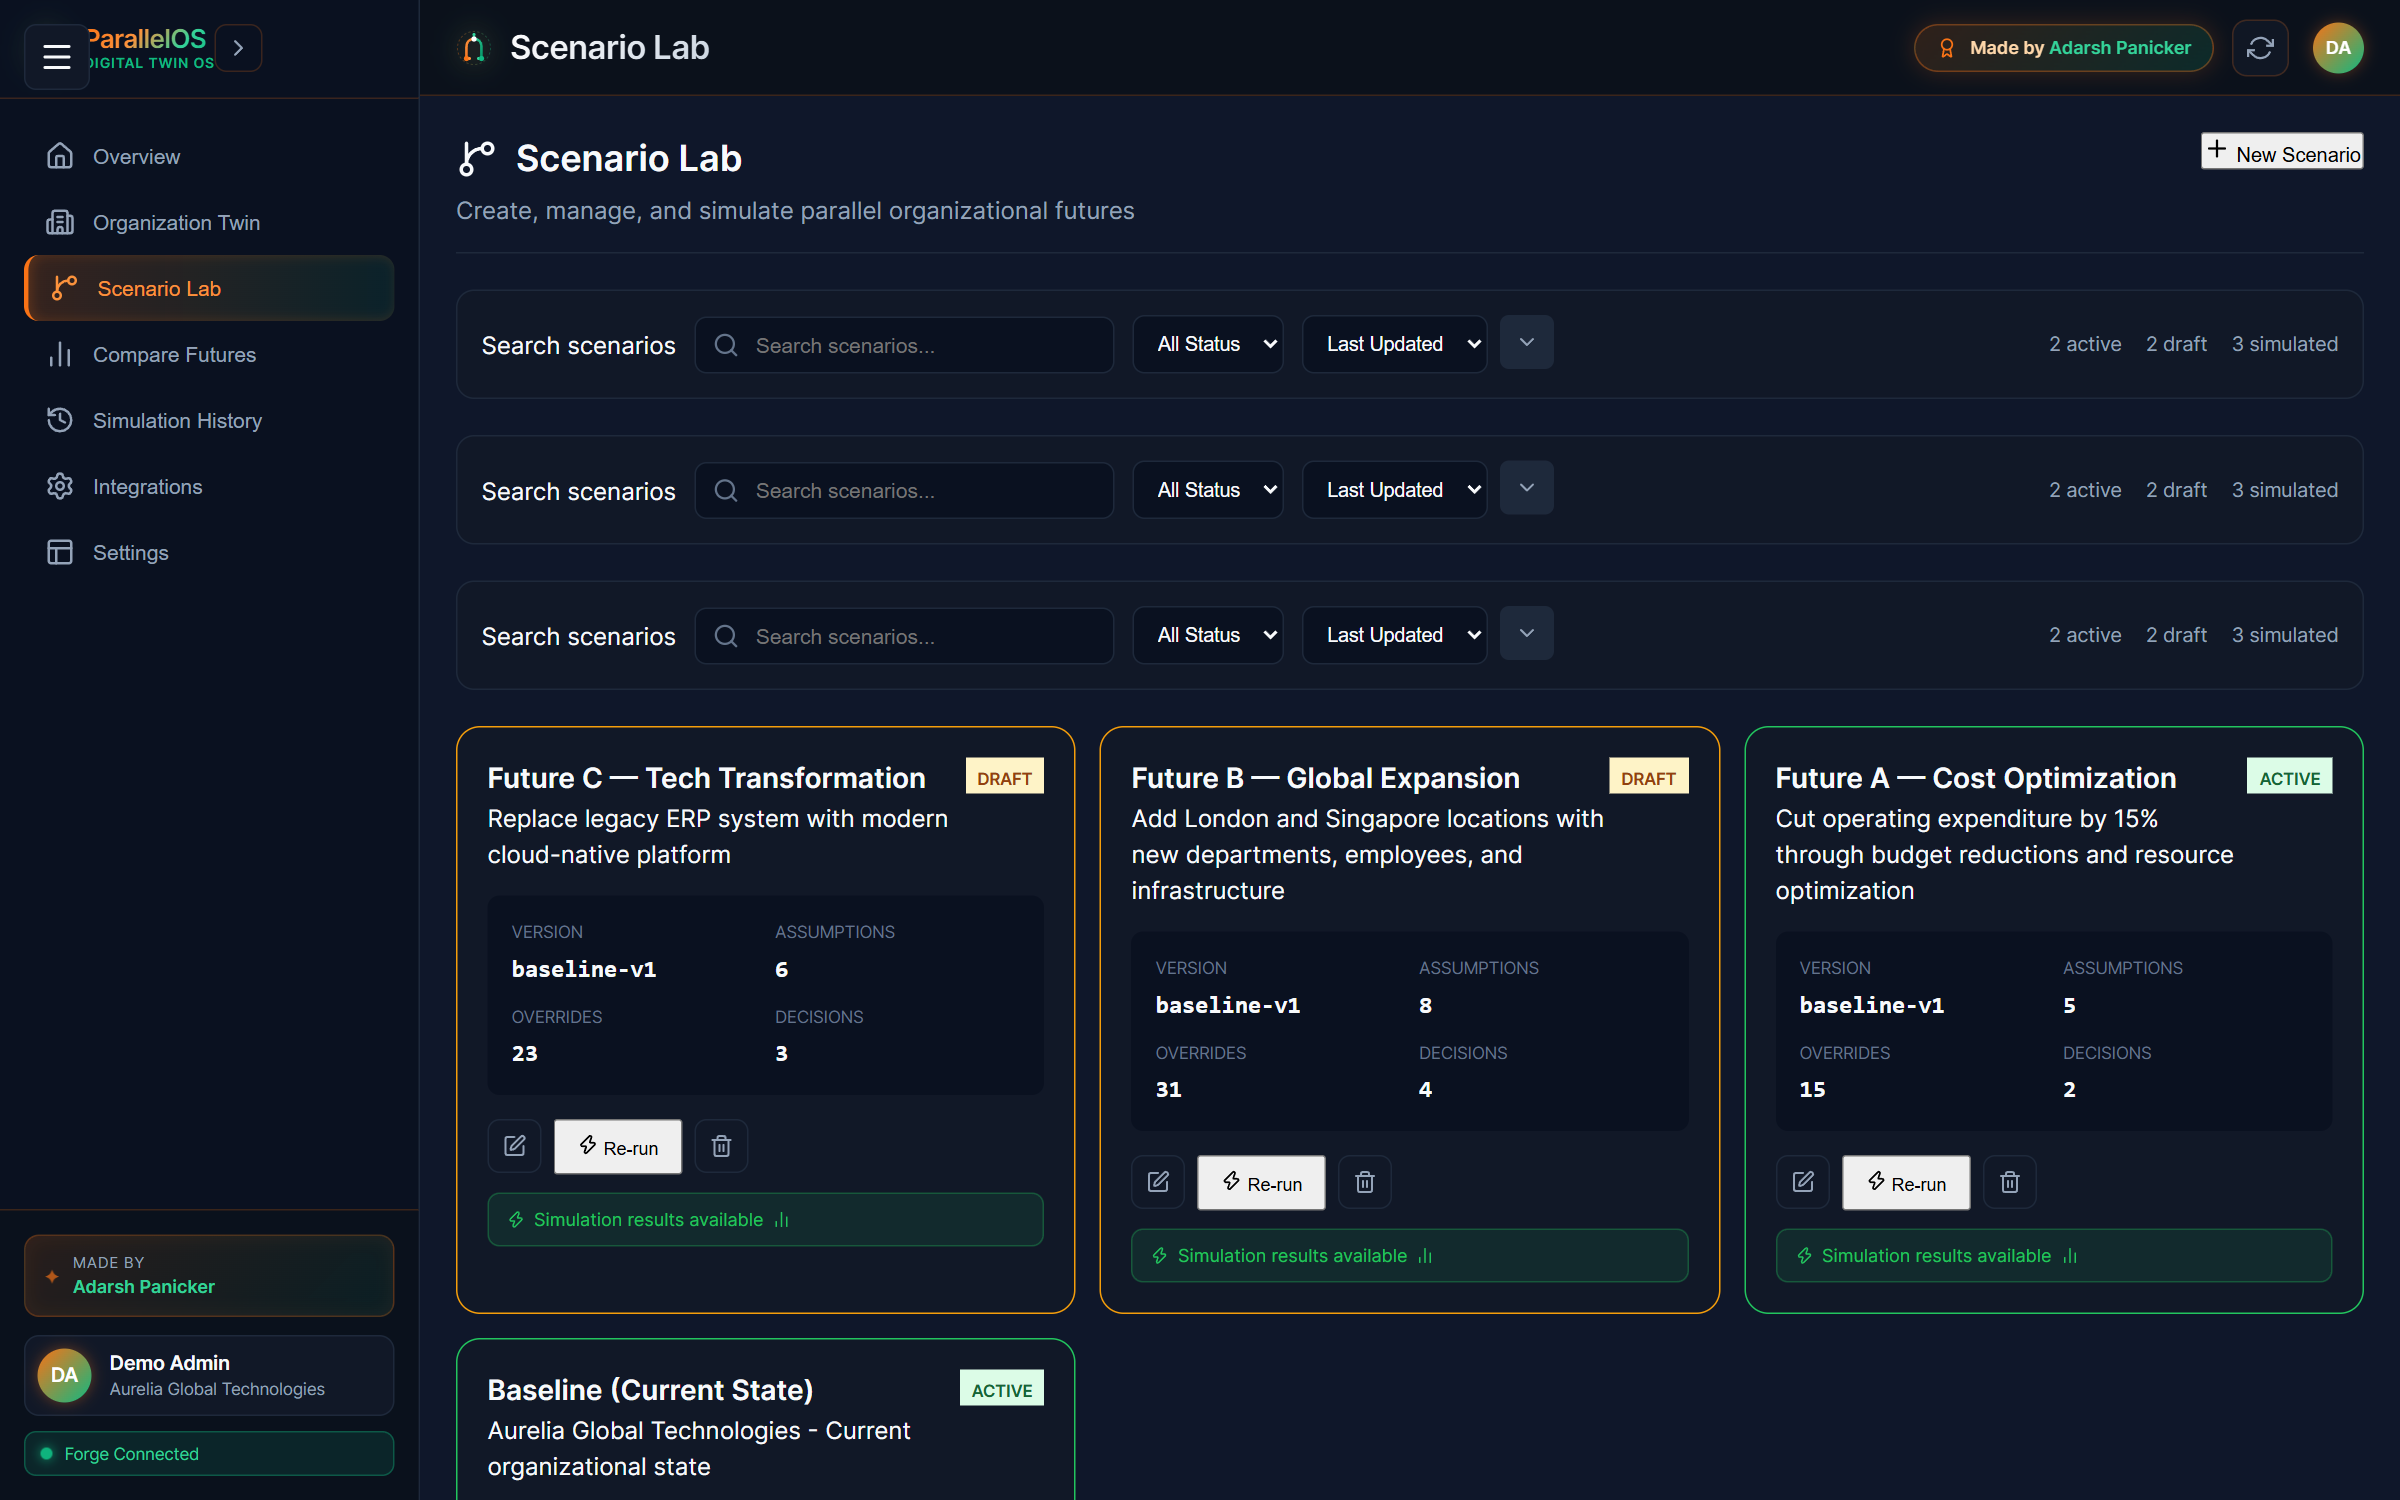 ParallelOS
DIGITAL TWIN OS
Overview
Organization Twin
Scenario Lab
Compare Futures
Simulation History
Integrations
Settings
MADE BY
Adarsh Panicker
DA
Demo Admin
Aurelia Global Technologies
Forge Connected
Scenario Lab
Made by Adarsh Panicker
DA
Scenario Lab
New Scenario
Create, manage, and simulate parallel organizational futures
Search scenarios Search scenarios... All Status Last Updated 2 active 2 draft 3 simulated
Search scenarios Search scenarios... All Status Last Updated 2 active 2 draft 3 simulated
Search scenarios Search scenarios... All Status Last Updated 2 active 2 draft 3 simulated
Future C — Tech Transformation
DRAFT
Replace legacy ERP system with modern
cloud-native platform
VERSION ASSUMPTIONS
baseline-v1 6
OVERRIDES DECISIONS
23 3
Re-run
Simulation results available
Future B — Global Expansion
DRAFT
Add London and Singapore locations with
new departments, employees, and
infrastructure
VERSION ASSUMPTIONS
baseline-v1 8
OVERRIDES DECISIONS
31 4
Re-run
Simulation results available
Future A — Cost Optimization
ACTIVE
Cut operating expenditure by 15%
through budget reductions and resource
optimization
VERSION ASSUMPTIONS
baseline-v1 5
OVERRIDES DECISIONS
15 2
Re-run
Simulation results available
Baseline (Current State)
ACTIVE
Aurelia Global Technologies - Current
organizational state